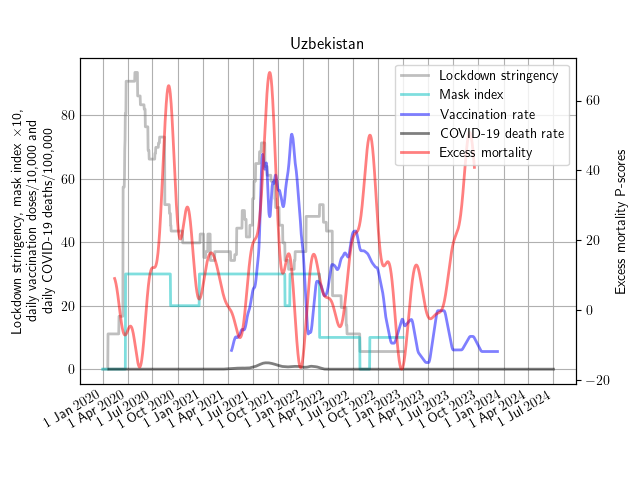 Uzbekistan
Lockdown stringency
Mask index
Vaccination rate
COVID-19 death rate
Excess mortality
Lockdown stringency, mask index ×10,
daily vaccination doses/10,000 and
daily COVID-19 deaths/100,000
80
60
40
20
0
60
40
20
0
−20
Excess mortality P-scores
1 Jan 2020
1 Apr 2020
1 Jul 2020
1 Oct 2020
1 Jan 2021
1 Apr 2021
1 Jul 2021
1 Oct 2021
1 Jan 2022
1 Apr 2022
1 Jul 2022
1 Oct 2022
1 Jan 2023
1 Apr 2023
1 Jul 2023
1 Oct 2023
1 Jan 2024
1 Apr 2024
1 Jul 2024